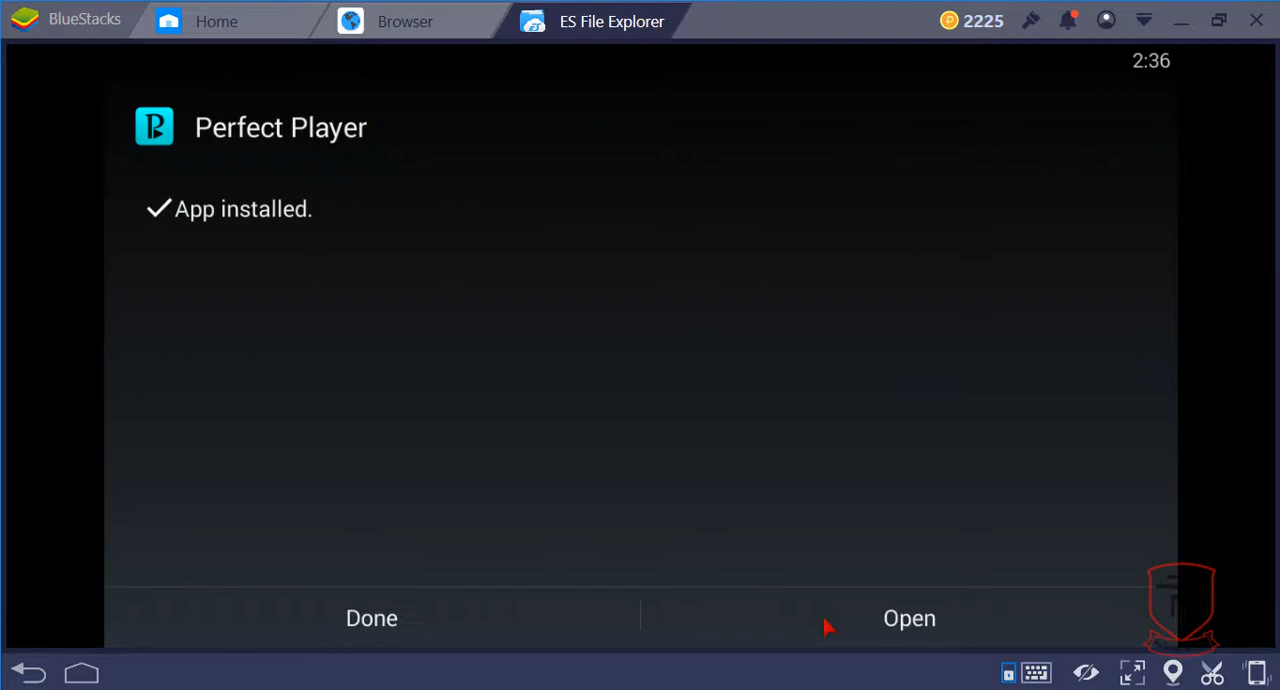 BlueStacks
Home
Browser
ES File Explorer
2225
2:36
Perfect Player
App installed.
Done
Open